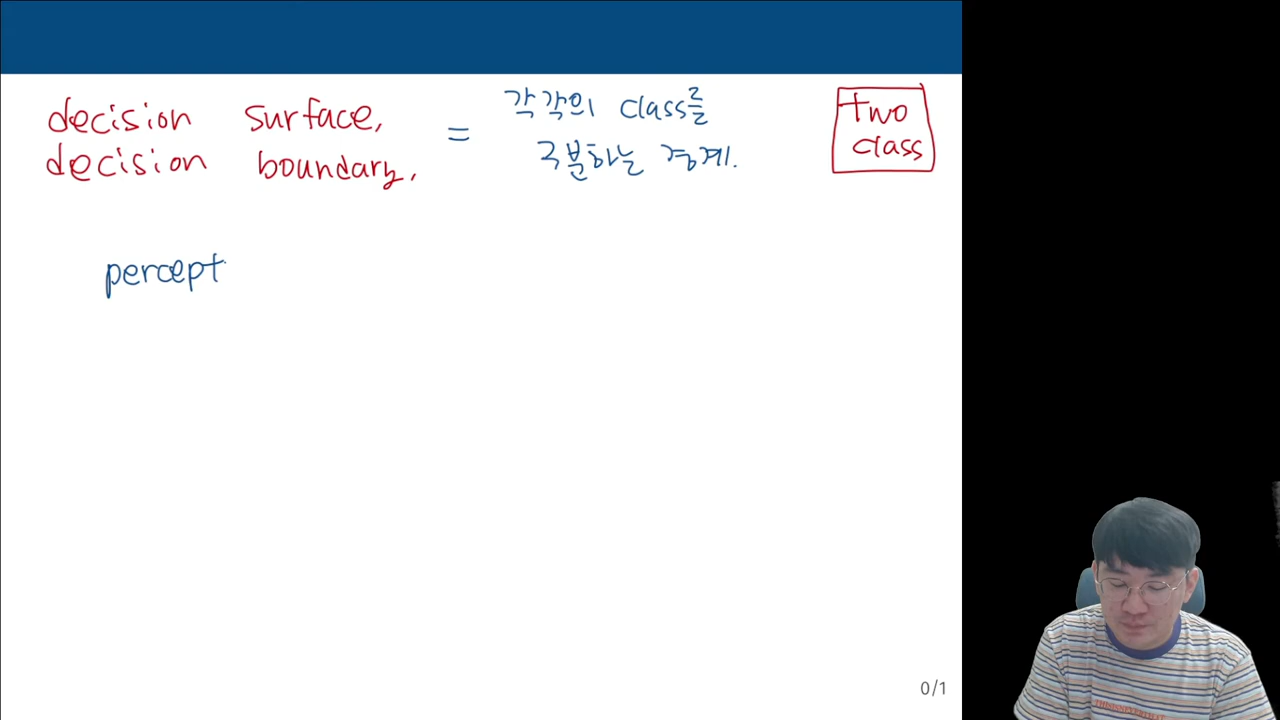 decision surface,
decision boundary,
=
각각의 class를
구분하는 경계.
two
class
percept
0/1